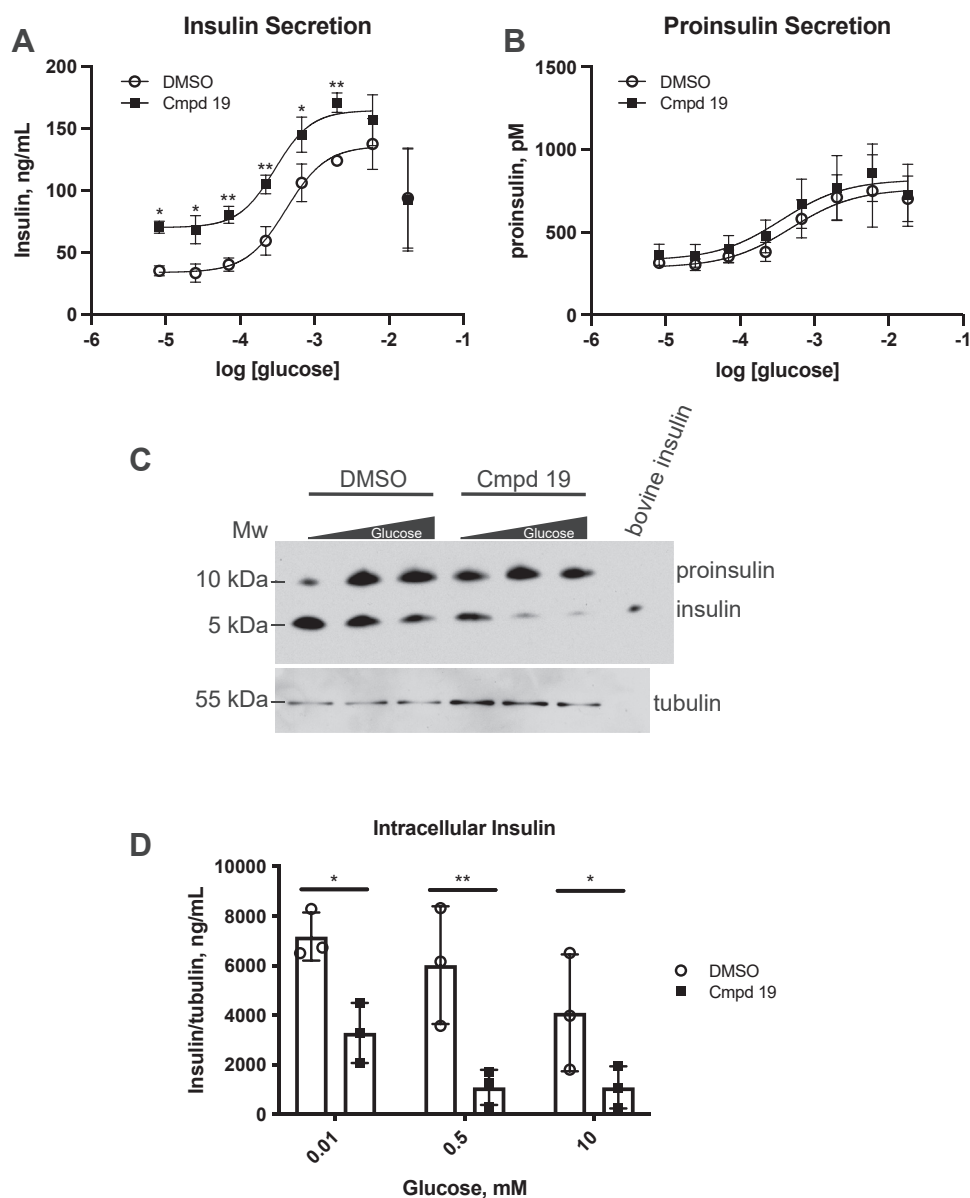 A
Insulin Secretion
Insulin, ng/mL
200
150
100
50
0
DMSO
Cmpd 19
*
*
**
**
*
**
-6
-5
-4
-3
-2
-1
log [glucose]
B
Proinsulin Secretion
proinsulin, pM
1500
1000
500
0
DMSO
Cmpd 19
-6
-5
-4
-3
-2
-1
log [glucose]
C
DMSO
Cmpd 19
bovine insulin
Mw
Glucose
Glucose
10 kDa
proinsulin
insulin
5 kDa
55 kDa
tubulin
D
Intracellular Insulin
Insulin/tubulin, ng/mL
10000
8000
6000
4000
2000
0
*
**
*
DMSO
Cmpd 19
0.01
0.5
10
Glucose, mM